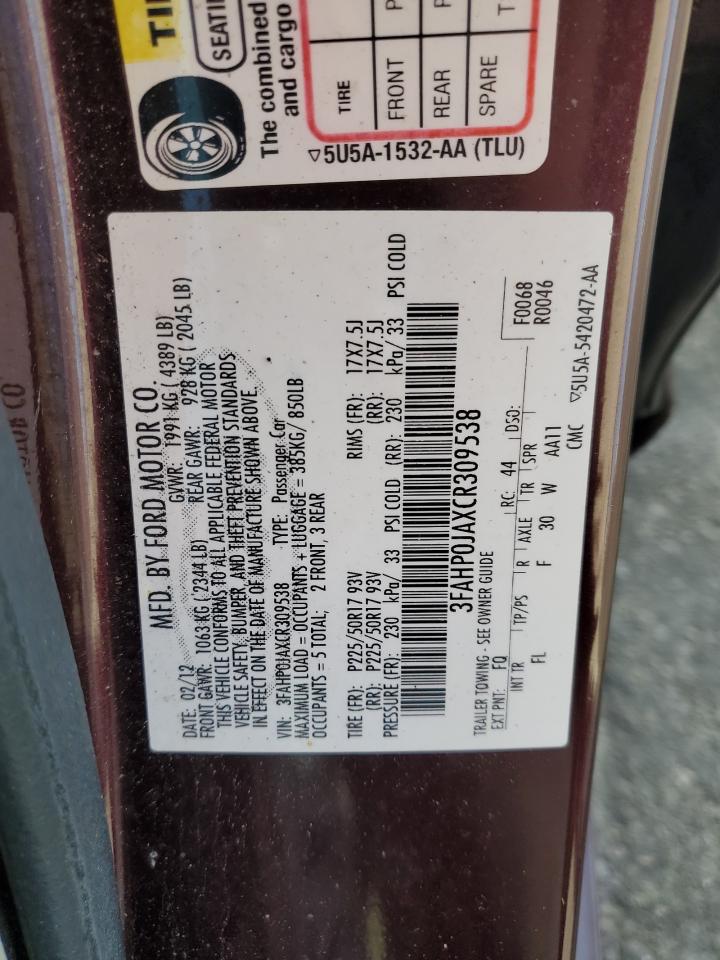 TI
SEATI
The combined
and cargo
TIRE
FRONT P
REAR P
SPARE T
▽5U5A-1532-AA (TLU)
MFD. BY FORD MOTOR CO.
DATE: 02/12 GVWR: 1991 KG ( 4389 LB)
FRONT GAWR: 1063 KG ( 2344 LB) REAR GAWR: 928 KG ( 2045 LB)
THIS VEHICLE CONFORMS TO ALL APPLICABLE FEDERAL MOTOR
VEHICLE SAFETY, BUMPER, AND THEFT PREVENTION STANDARDS
IN EFFECT ON THE DATE OF MANUFACTURE SHOWN ABOVE.
VIN: 3FAHP0JAXCR309538 TYPE: Passenger Car
MAXIMUM LOAD = OCCUPANTS + LUGGAGE = 385KG/ 850LB
OCCUPANTS = 5 TOTAL; 2 FRONT, 3 REAR
TIRE (FR): P225/50R17 93V RIMS (FR): 17X7.5J
(RR): P225/50R17 93V (RR): 17X7.5J
PRESSURE (FR): 230 kPa/ 33 PSI COLD (RR): 230 kPa/ 33 PSI COLD
3FAHP0JAXCR309538
TRAILER TOWING - SEE OWNER GUIDE
EXT PNT: FQ RC: 44 DSO: F0068
R0046
INT TR TP/PS R AXLE TR SPR
FL F 30 W AA11
CMC ▽5U5A-5420472-AA